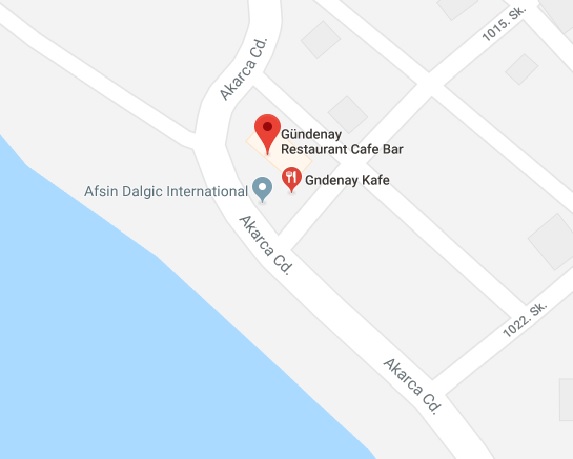 1015. Sk.
Akarca Cd.
Gündenay
Restaurant Cafe Bar
Gndenay Kafe
Afsin Dalgic International
Akarca Cd.
1022. Sk.
Akarca Cd.